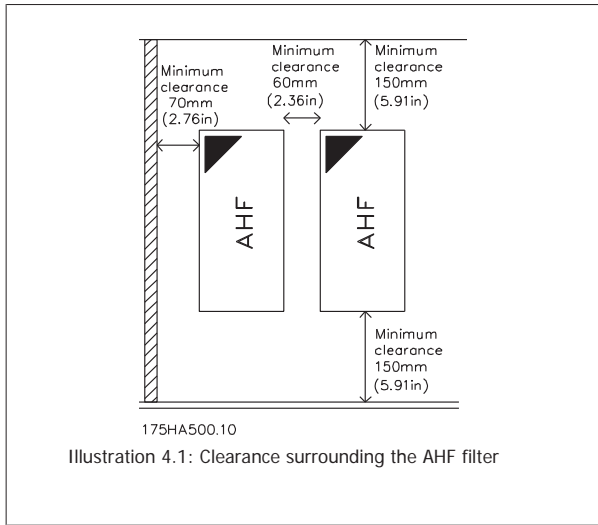 Minimum
clearance
70mm
(2.76in)
Minimum
clearance
60mm
(2.36in)
Minimum
clearance
150mm
(5.91in)
AHF
AHF
Minimum
clearance
150mm
(5.91in)
175HA500.10
Illustration 4.1: Clearance surrounding the AHF filter